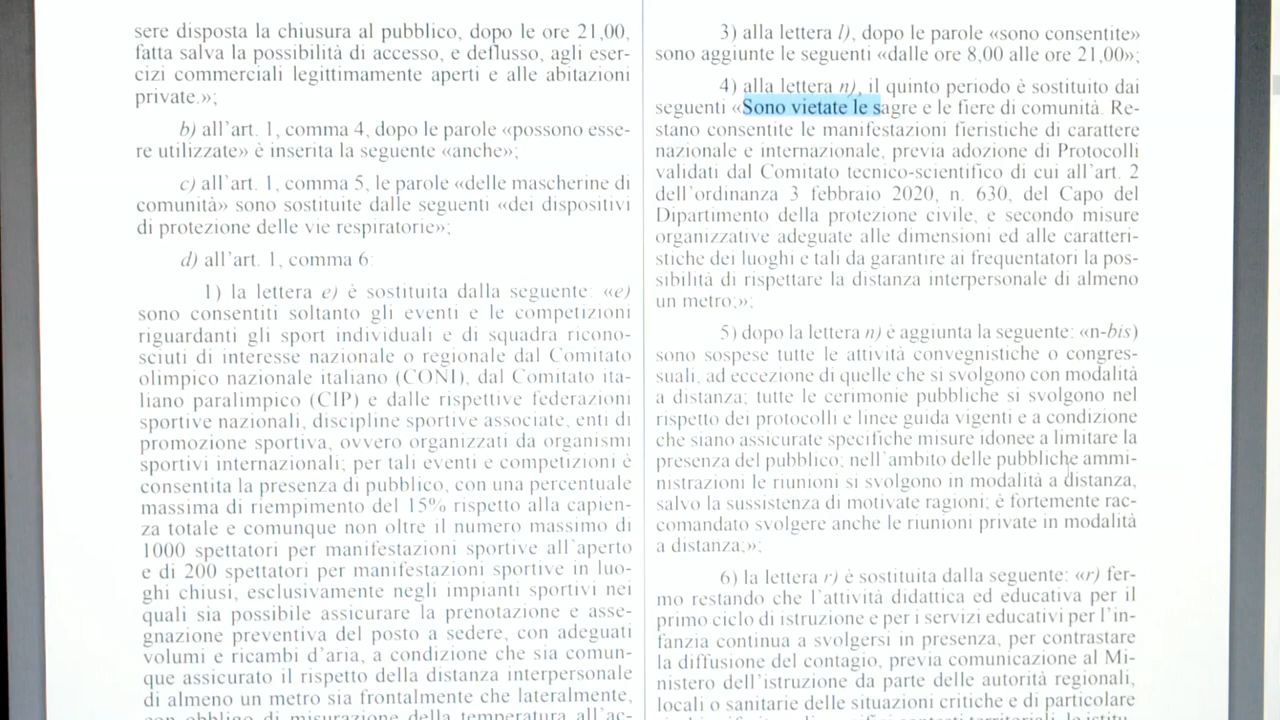 sere disposta la chiusura al pubblico, dopo le ore 21,00,
fatta salva la possibilità di accesso, e deflusso, agli eser-
cizi commerciali legittimamente aperti e alle abitazioni
private.»;
b) all'art. 1, comma 4, dopo le parole «possono esse-
re utilizzate» è inserita la seguente «anche»;
c) all'art. 1, comma 5, le parole «delle mascherine di
comunità» sono sostituite dalle seguenti «dei dispositivi
di protezione delle vie respiratorie»;
d) all'art. 1, comma 6:
1) la lettera e) è sostituita dalla seguente: «e)
sono consentiti soltanto gli eventi e le competizioni
riguardanti gli sport individuali e di squadra ricono-
sciuti di interesse nazionale o regionale dal Comitato
olimpico nazionale italiano (CONI), dal Comitato ita-
liano paralimpico (CIP) e dalle rispettive federazioni
sportive nazionali, discipline sportive associate, enti di
promozione sportiva, ovvero organizzati da organismi
sportivi internazionali; per tali eventi e competizioni è
consentita la presenza di pubblico, con una percentuale
massima di riempimento del 15% rispetto alla capien-
za totale e comunque non oltre il numero massimo di
1000 spettatori per manifestazioni sportive all'aperto
e di 200 spettatori per manifestazioni sportive in luo-
ghi chiusi, esclusivamente negli impianti sportivi nei
quali sia possibile assicurare la prenotazione e asse-
gnazione preventiva del posto a sedere, con adeguati
volumi e ricambi d'aria, a condizione che sia comun-
que assicurato il rispetto della distanza interpersonale
di almeno un metro sia frontalmente che lateralmente,
con obbligo di misurazione della temperatura all'ac-
3) alla lettera l), dopo le parole «sono consentite»
sono aggiunte le seguenti «dalle ore 8,00 alle ore 21,00»;
4) alla lettera n), il quinto periodo è sostituito dai
seguenti «Sono vietate le sagre e le fiere di comunità. Re-
stano consentite le manifestazioni fieristiche di carattere
nazionale e internazionale, previa adozione di Protocolli
validati dal Comitato tecnico-scientifico di cui all'art. 2
dell'ordinanza 3 febbraio 2020, n. 630, del Capo del
Dipartimento della protezione civile, e secondo misure
organizzative adeguate alle dimensioni ed alle caratteri-
stiche dei luoghi e tali da garantire ai frequentatori la pos-
sibilità di rispettare la distanza interpersonale di almeno
un metro;»;
5) dopo la lettera n) è aggiunta la seguente: «n-bis)
sono sospese tutte le attività convegnistiche o congres-
suali, ad eccezione di quelle che si svolgono con modalità
a distanza; tutte le cerimonie pubbliche si svolgono nel
rispetto dei protocolli e linee guida vigenti e a condizione
che siano assicurate specifiche misure idonee a limitare la
presenza del pubblico; nell'ambito delle pubbliche ammi-
nistrazioni le riunioni si svolgono in modalità a distanza,
salvo la sussistenza di motivate ragioni; è fortemente rac-
comandato svolgere anche le riunioni private in modalità
a distanza;»;
6) la lettera r) è sostituita dalla seguente: «r) fer-
mo restando che l'attività didattica ed educativa per il
primo ciclo di istruzione e per i servizi educativi per l'in-
fanzia continua a svolgersi in presenza, per contrastare
la diffusione del contagio, previa comunicazione al Mi-
nistero dell'istruzione da parte delle autorità regionali,
locali o sanitarie delle situazioni critiche e di particolare